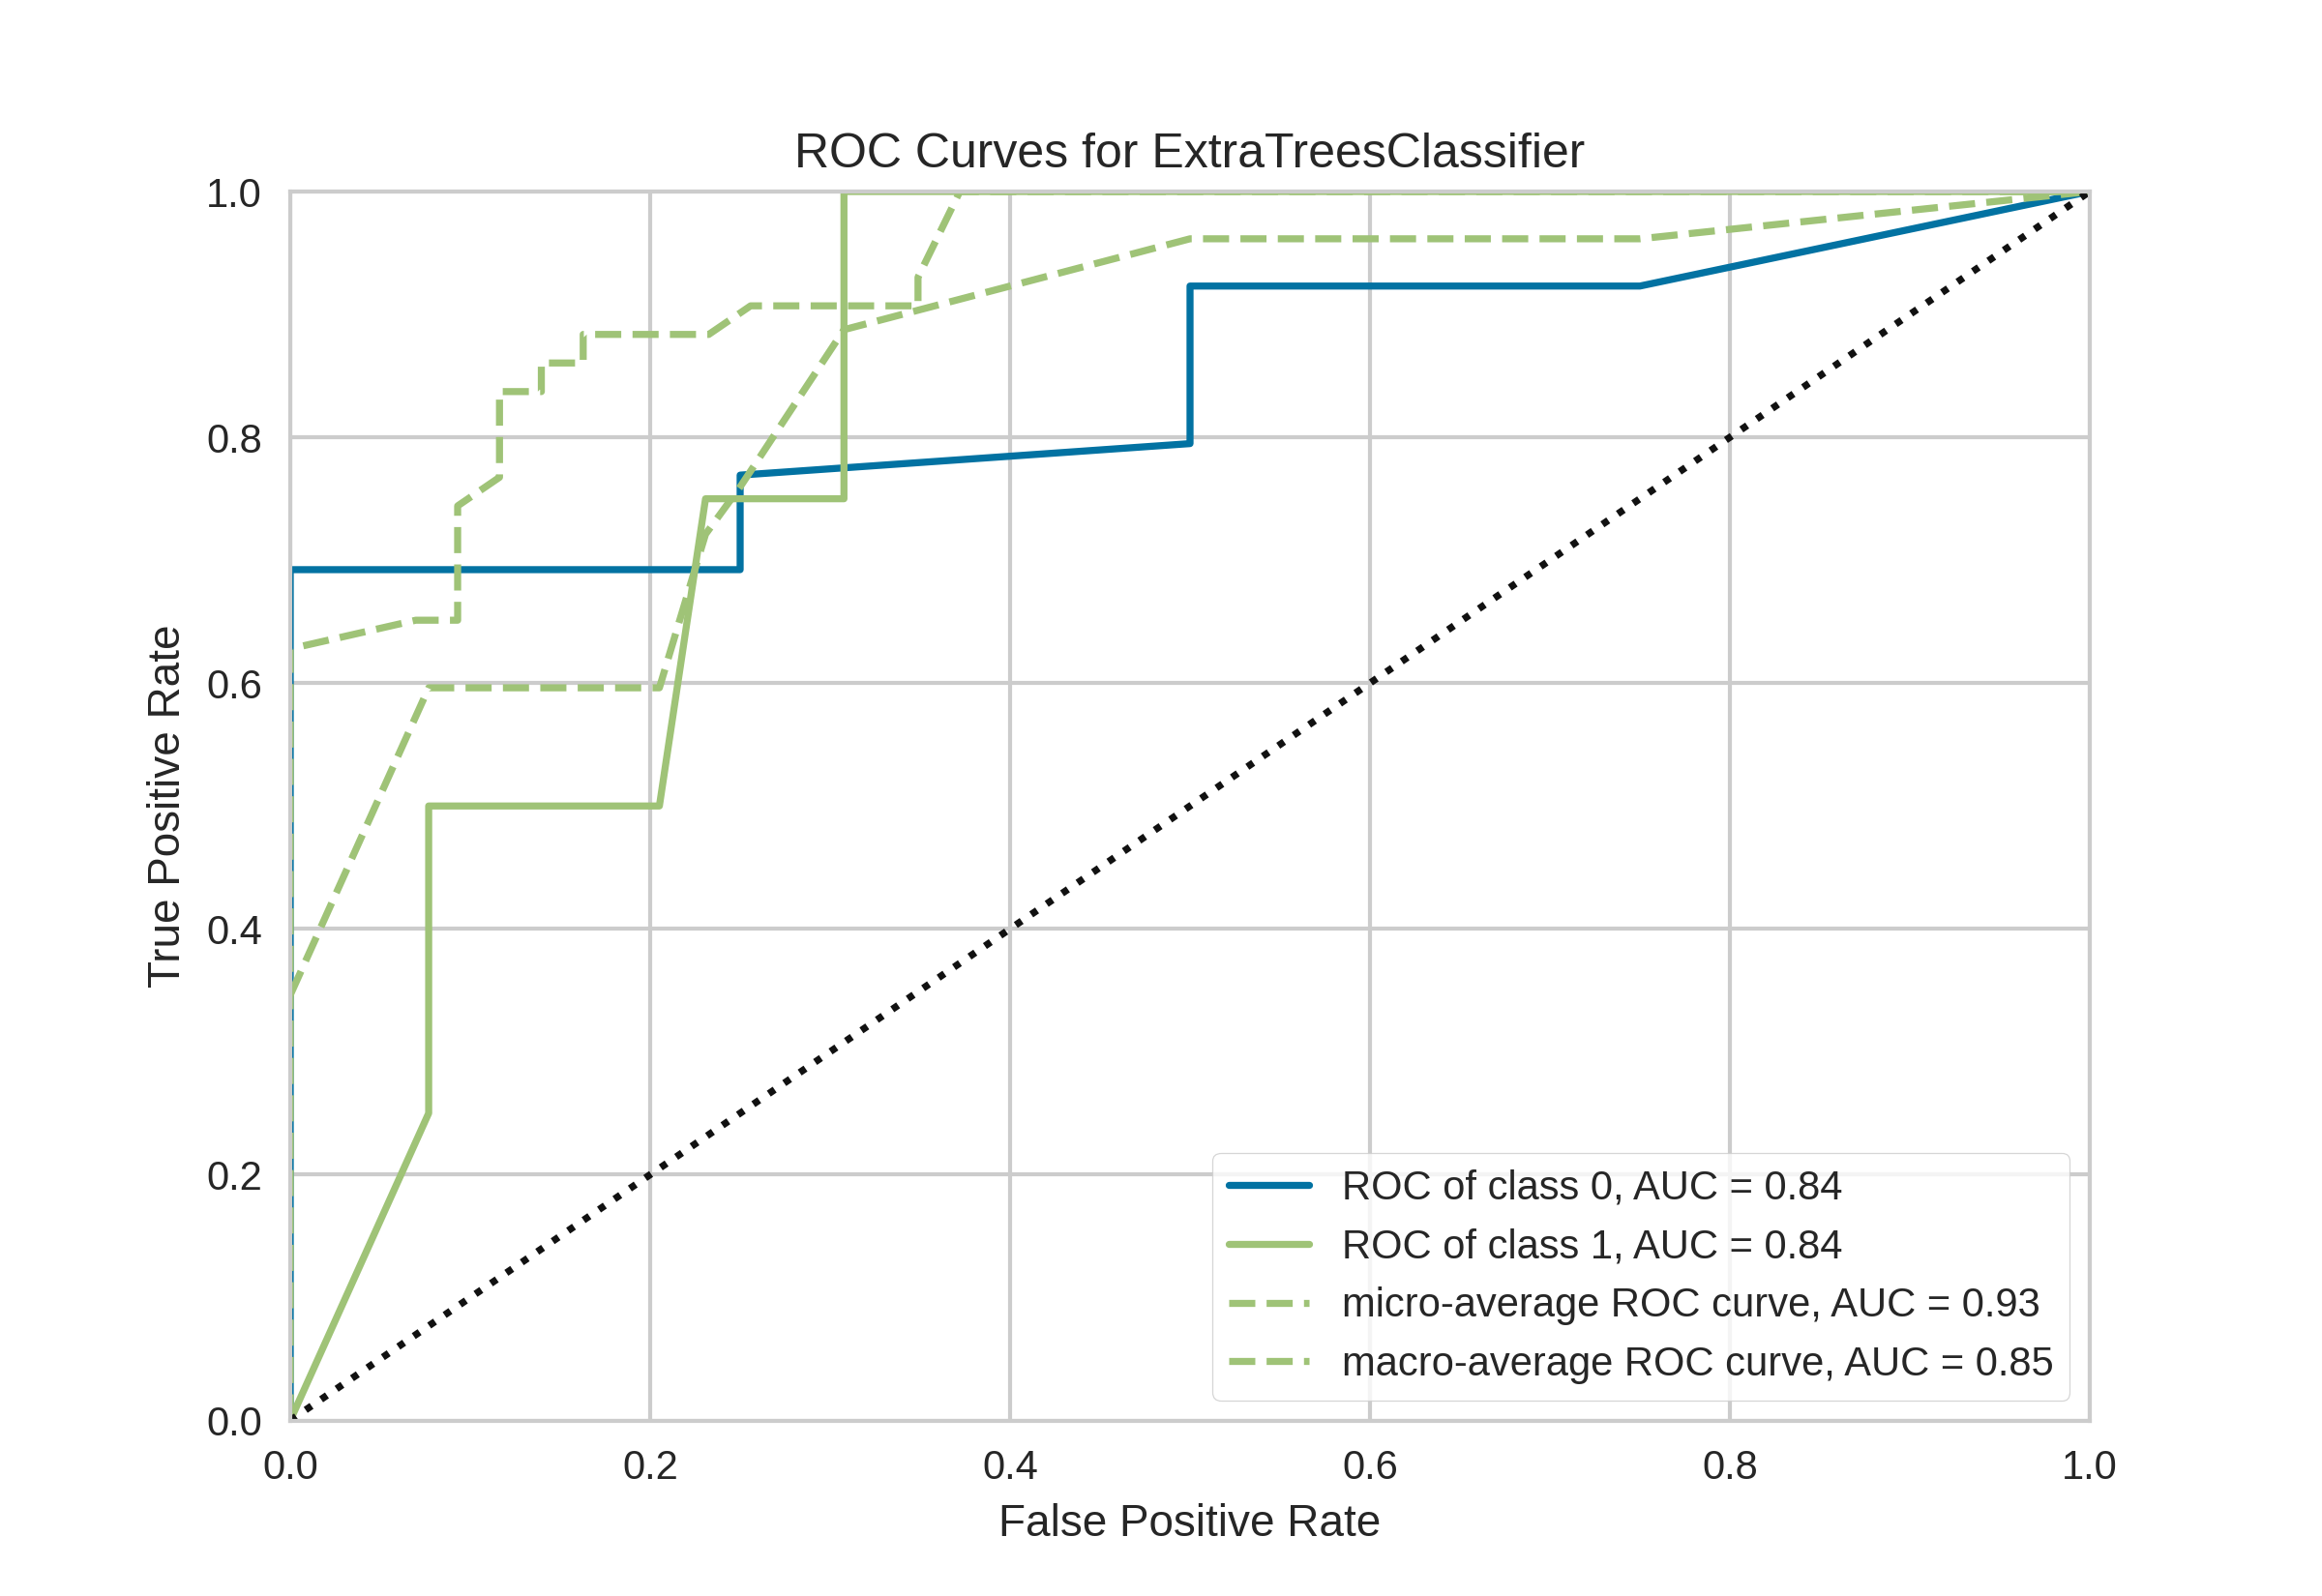 ROC Curves for ExtraTreesClassifier
1.0
0.8
0.6
0.4
0.2
0.0
True Positive Rate
0.0 0.2 0.4 0.6 0.8 1.0
False Positive Rate
ROC of class 0, AUC = 0.84
ROC of class 1, AUC = 0.84
micro-average ROC curve, AUC = 0.93
macro-average ROC curve, AUC = 0.85